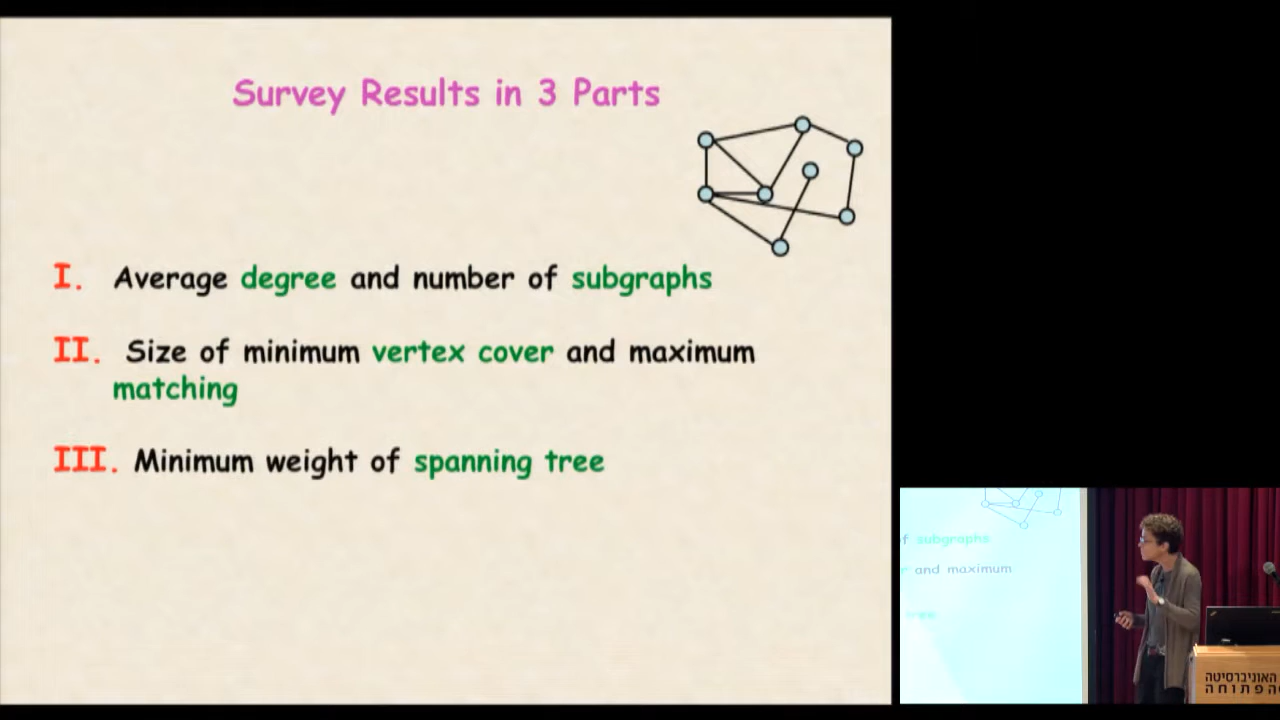 Survey Results in 3 Parts
I. Average degree and number of subgraphs
II. Size of minimum vertex cover and maximum
matching
III. Minimum weight of spanning tree
subgraphs
and maximum
tree
האוניברסיטה
הפתוחה